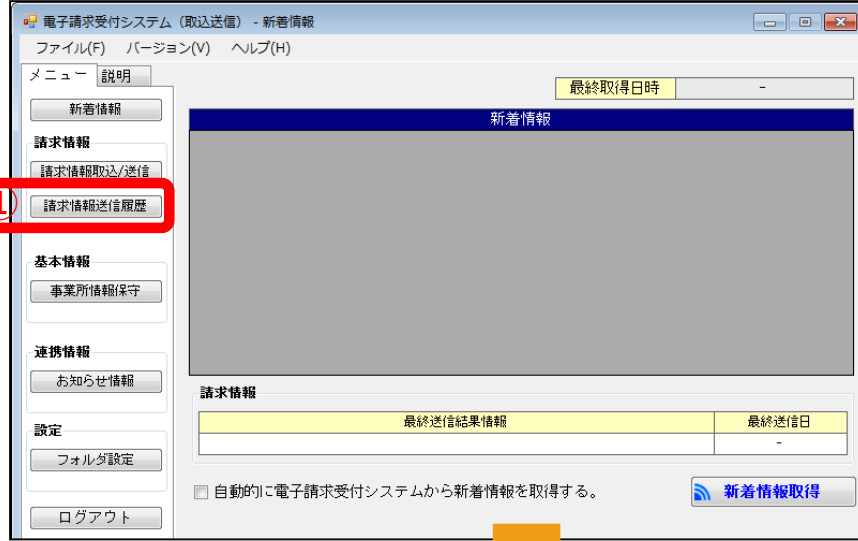 電子請求受付システム（取込送信） - 新着情報
ファイル(F) バージョン(V) ヘルプ(H)
メニュー 説明
最終取得日時 -
新着情報
新着情報
請求情報
請求情報取込/送信
① 請求情報送信履歴
基本情報
事業所情報保守
連携情報
お知らせ情報
請求情報
最終送信結果情報 最終送信日
-
設定
フォルダ設定
自動的に電子請求受付システムから新着情報を取得する。 新着情報取得
ログアウト